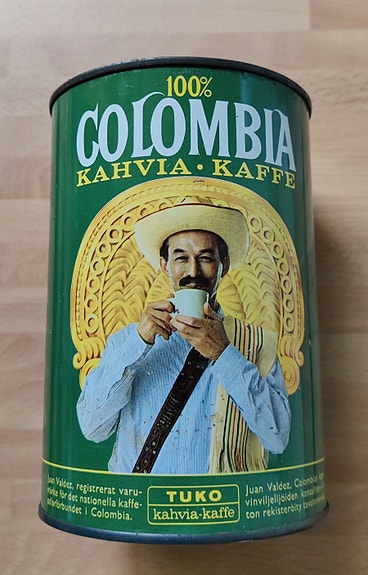 100%
COLOMBIA
KAHVIA • KAFFE
Juan Valdez, registrerat varu-
märke för det nationella kaffe-
odlarförbundet i Colombia.
TUKO
kahvia-kaffe
Juan Valdez, Colombian
vinviljelijöiden
ton rekisteröity